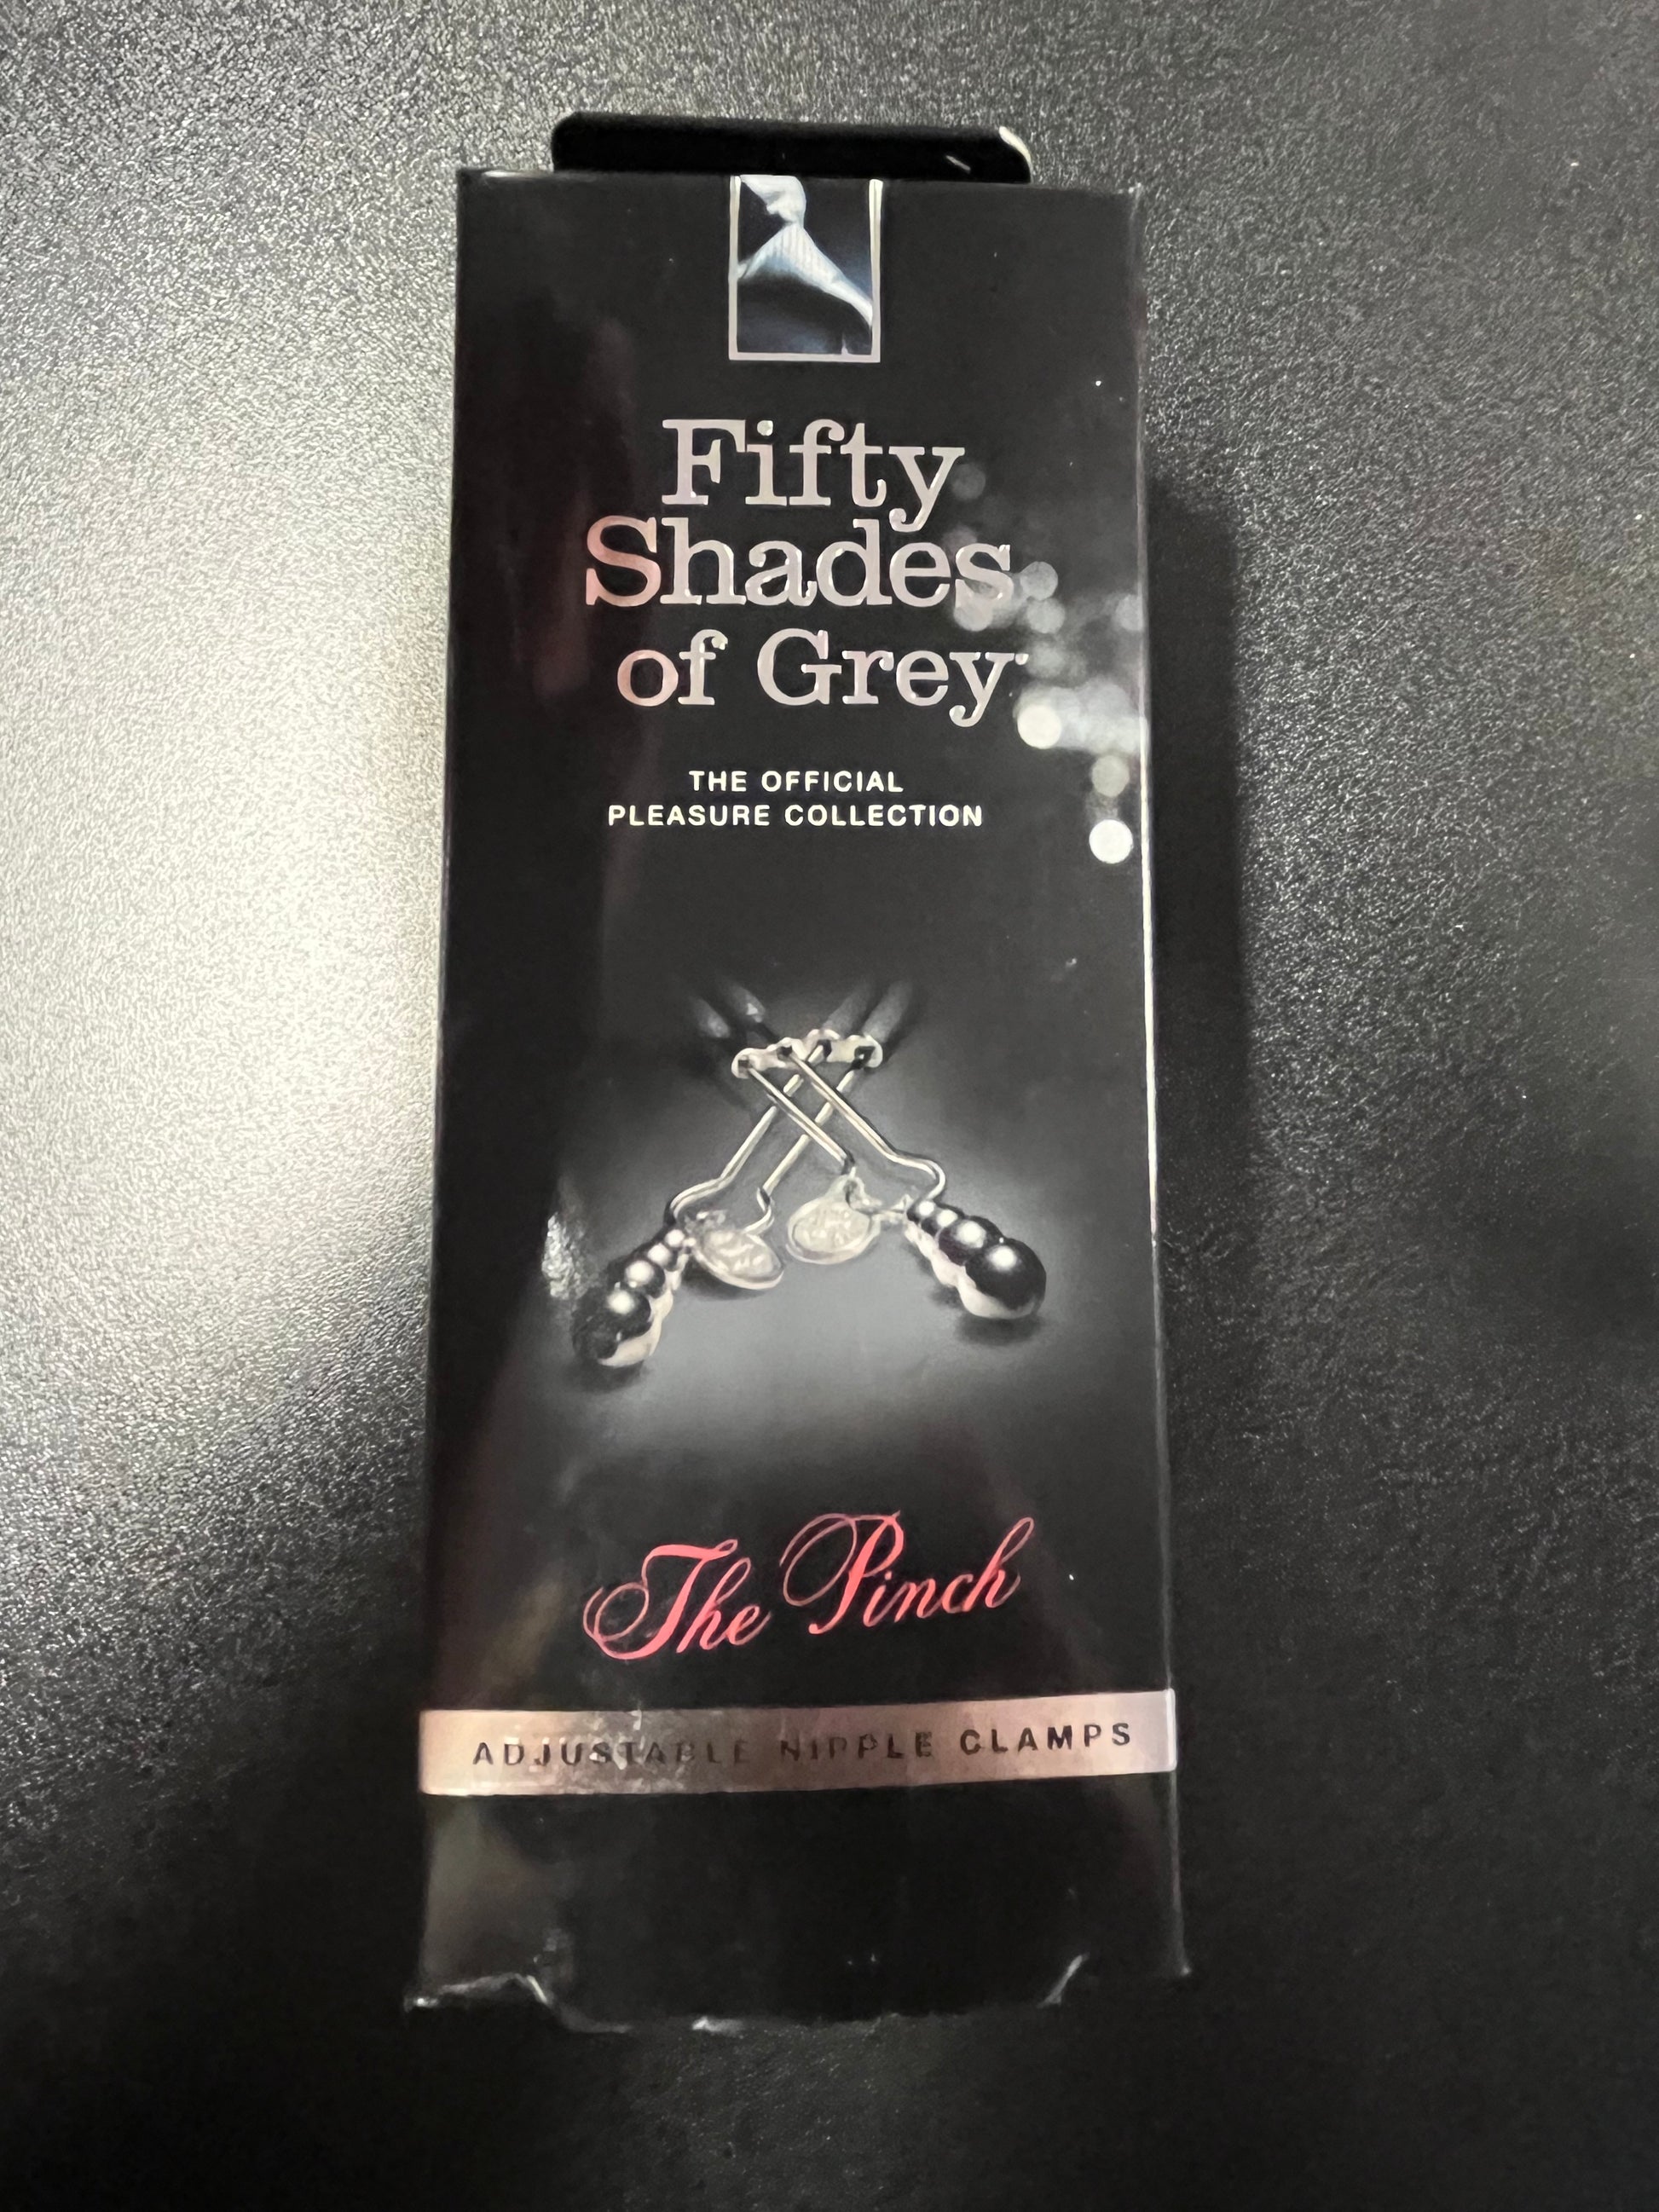 Fifty
Shades
of Grey
THE OFFICIAL
PLEASURE COLLECTION
The Pinch
ADJUSTABLE NIPPLE CLAMPS